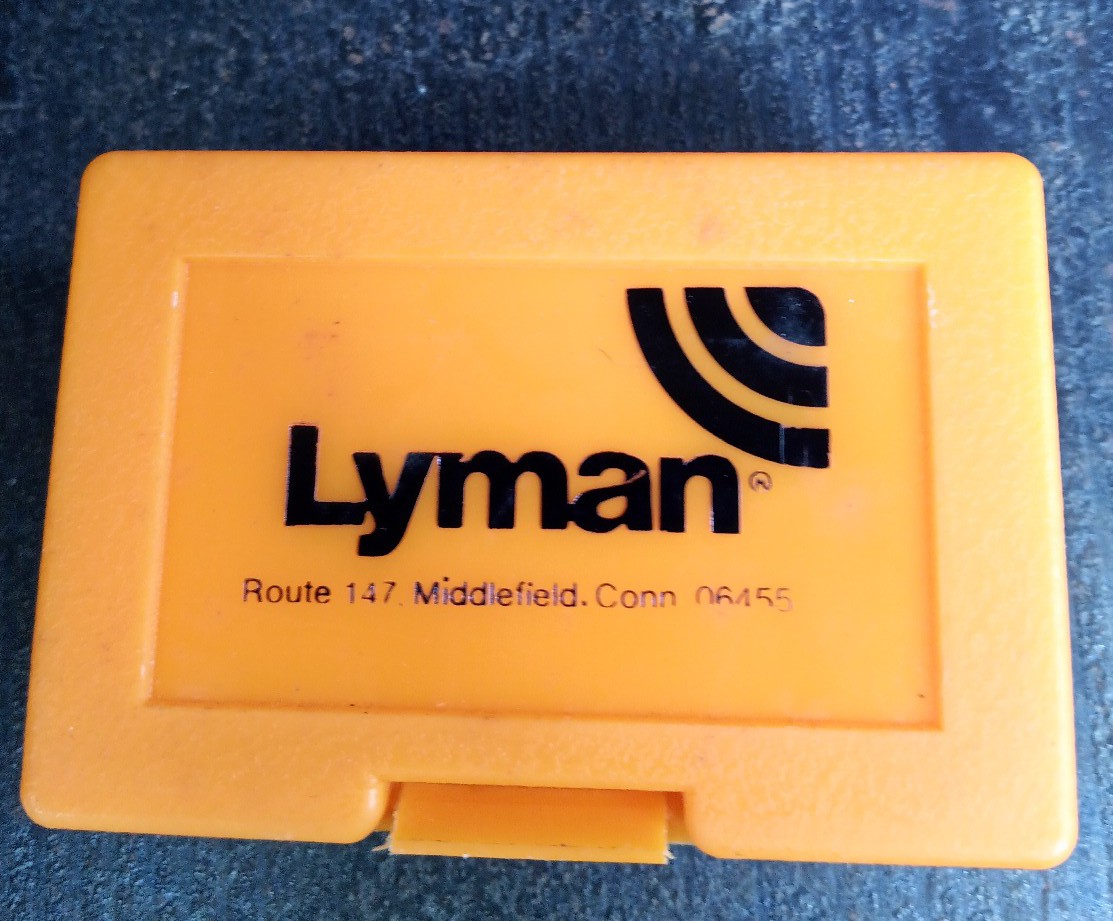 Lyman®
Route 147, Middlefield, Conn 06455